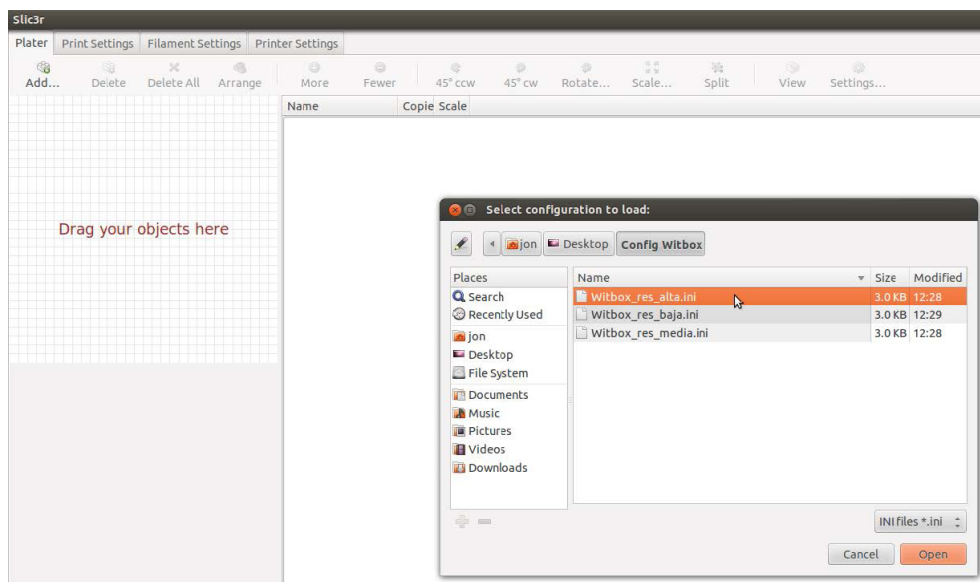 Slic3r
Plater Print Settings Filament Settings Printer Settings
Add... Delete Delete All Arrange More Fewer 45° ccw 45° cw Rotate... Scale... Split View Settings...
Name Copie Scale
Drag your objects here
Select configuration to load:
jon Desktop Config Witbox
Places Name Size Modified
Search Witbox_res_alta.ini 3.0 KB 12:28
Recently Used Witbox_res_baja.ini 3.0 KB 12:29
jon Witbox_res_media.ini 3.0 KB 12:28
Desktop
File System
Documents
Music
Pictures
Videos
Downloads
INI files *.ini
Cancel Open